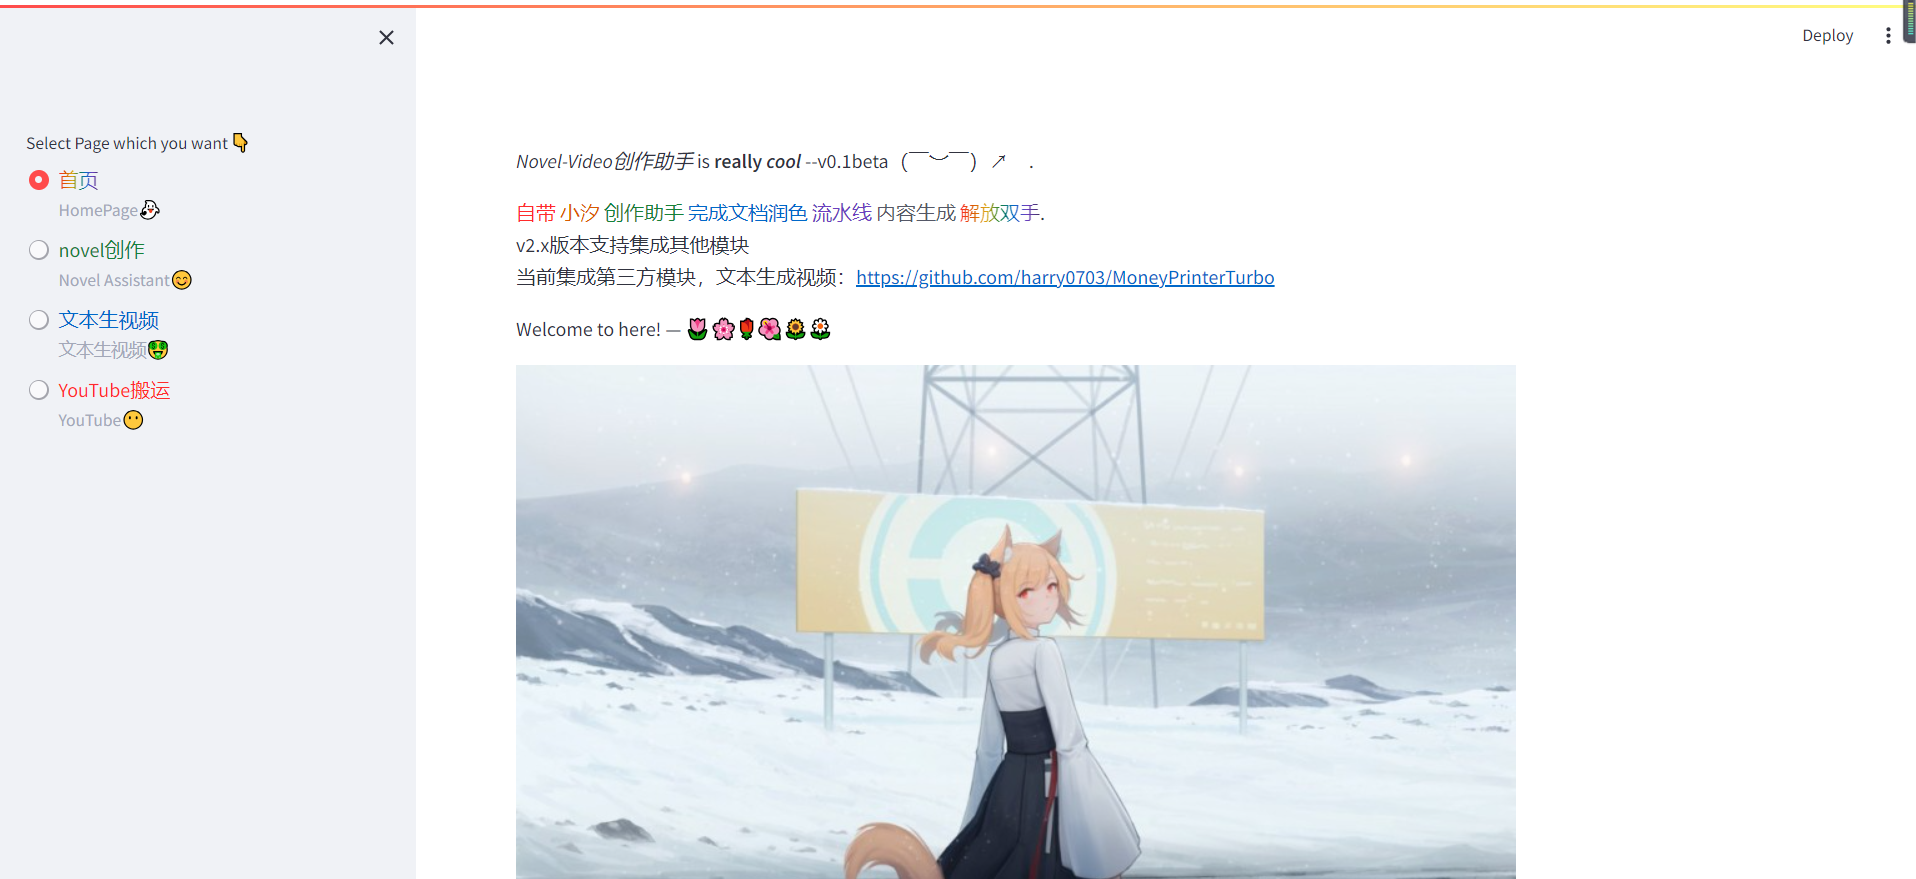 Deploy
Select Page which you want👇
首页
HomePage
novel创作
Novel Assistant😊
文本生视频
文本生视频🤑
YouTube搬运
YouTube😶
Novel-Video创作助手 is really cool --v0.1beta （￣︶￣）↗ .
自带 小汐 创作助手 完成文档润色 流水线 内容生成 解放双手.
v2.x版本支持集成其他模块
当前集成第三方模块，文本生成视频：https://github.com/harry0703/MoneyPrinterTurbo
Welcome to here! — 🌷🌸🌹🌺🌻🌼